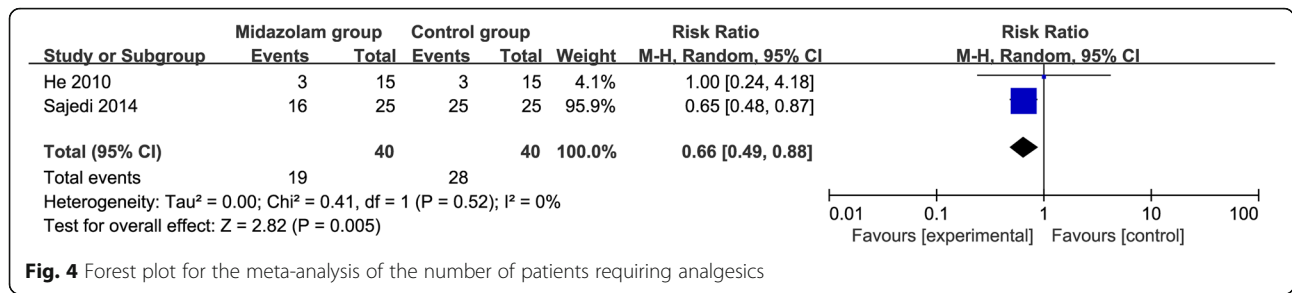 Midazolam group Control group Risk Ratio Risk Ratio
Study or Subgroup Events Total Events Total Weight M-H, Random, 95% CI M-H, Random, 95% CI
He 2010 3 15 3 15 4.1% 1.00 [0.24, 4.18]
Sajedi 2014 16 25 25 25 95.9% 0.65 [0.48, 0.87]
Total (95% CI) 40 40 100.0% 0.66 [0.49, 0.88]
Total events 19 28
Heterogeneity: Tau² = 0.00; Chi² = 0.41, df = 1 (P = 0.52); I² = 0%
Test for overall effect: Z = 2.82 (P = 0.005)
0.01 0.1 1 10 100
Favours [experimental] Favours [control]
Fig. 4 Forest plot for the meta-analysis of the number of patients requiring analgesics